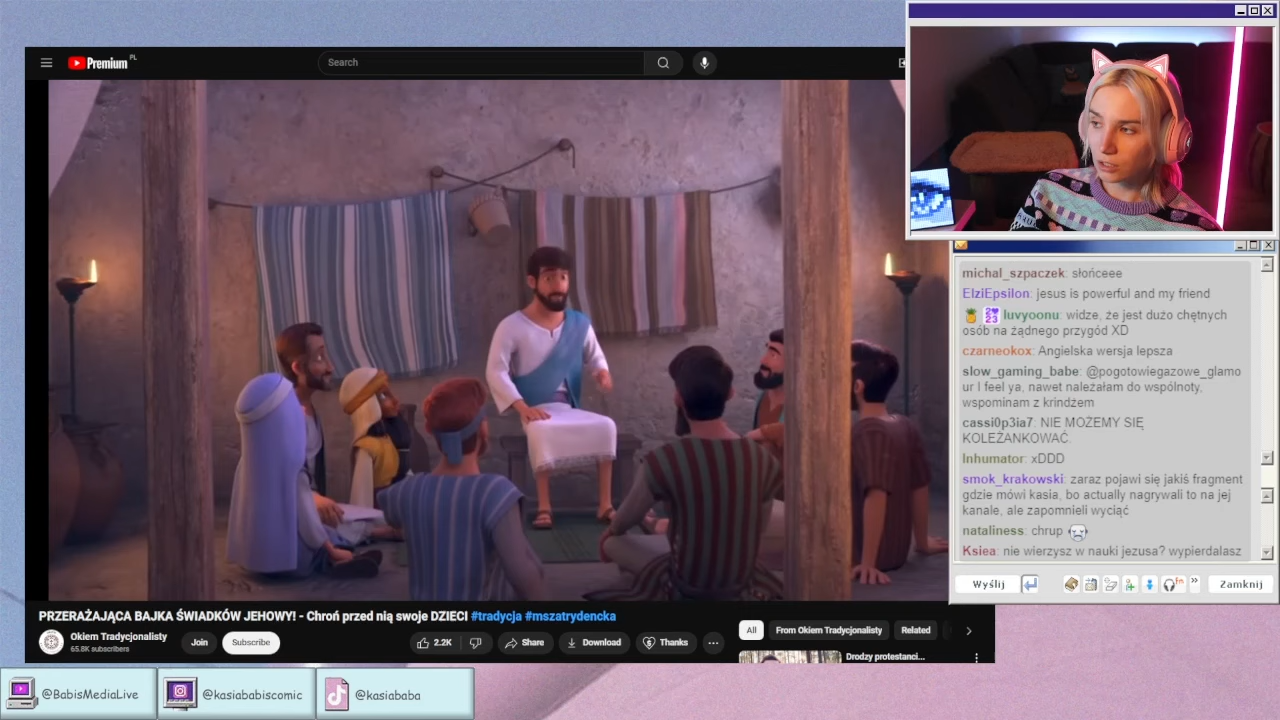 Premium PL
Search
PRZERAŻAJĄCA BAJKA ŚWIADKÓW JEHOWY! - Chroń przed nią swoje DZIECI #tradycja #mszatrydencka
Okiem Tradycjonalisty
65.8K subscribers
Join
Subscribe
2.2K
Share
Download
Thanks
All
From Okiem Tradycjonalisty
Related
Drodzy protestanci...
michal_szpaczek: słońceee
ElziEpsilon: jesus is powerful and my friend
luvyoonu: widze, że jest dużo chętnych
osób na żadnego przygód XD
czarneokox: Angielska wersja lepsza
slow_gaming_babe: @pogotowiegazowe_glamo
ur I feel ya, nawet należałam do wspólnoty,
wspominam z krindżem
cassi0p3ia7: NIE MOŻEMY SIĘ
KOLEŻANKOWAĆ.
Inhumator: xDDD
smok_krakowski: zaraz pojawi się jakiś fragment
gdzie mówi kasia, bo actually nagrywali to na jej
kanale, ale zapomnieli wyciąć
nataliness: chrup
Ksiea: nie wierzysz w nauki jezusa? wypierdalasz
Wyślij
fn
Zamknij
@BabisMediaLive
@kasiababiscomic
@kasiababa